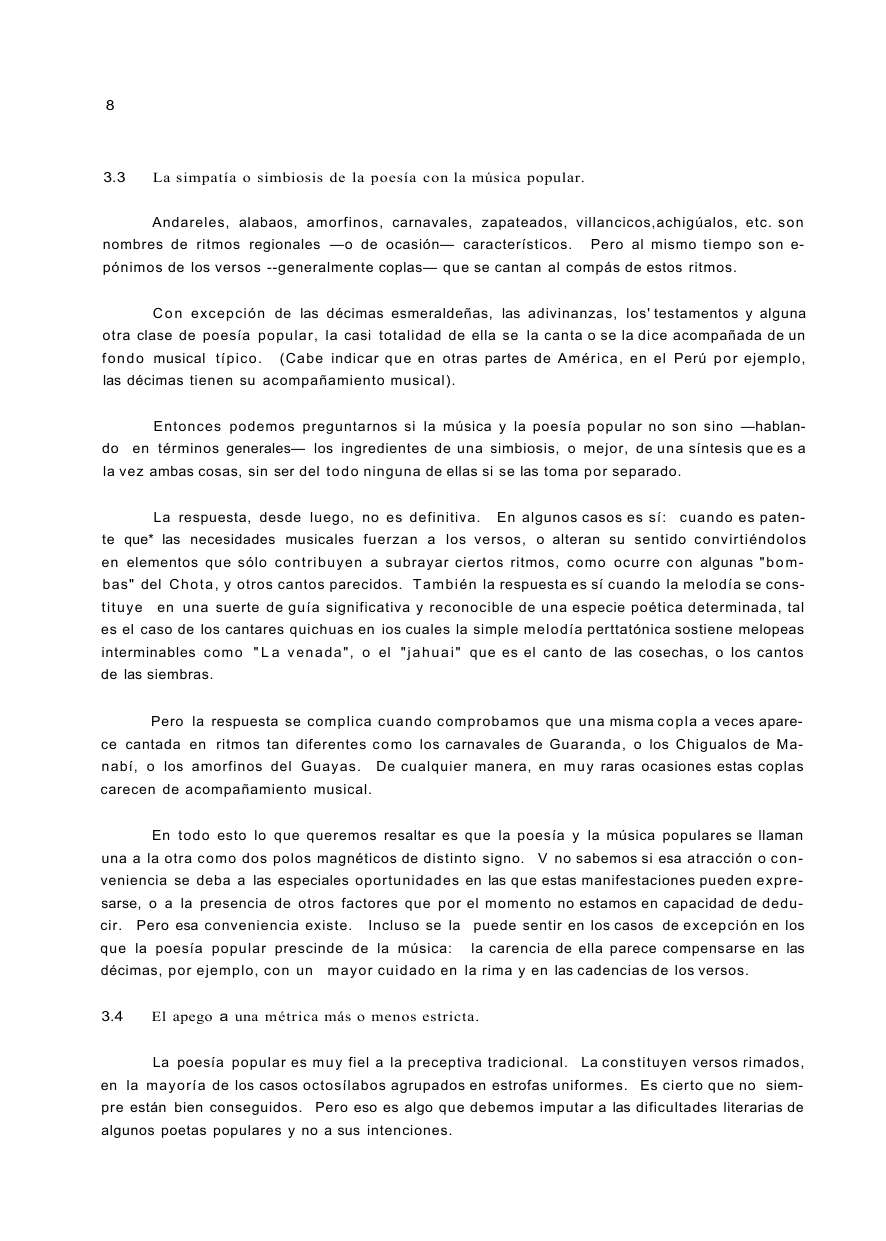 8
3.3 La simpatía o simbiosis de la poesía con la música popular.
Andareles, alabaos, amorfinos, carnavales, zapateados, villancicos,achigúalos, etc. son
nombres de ritmos regionales —o de ocasión— característicos. Pero al mismo tiempo son e-
pónimos de los versos --generalmente coplas— que se cantan al compás de estos ritmos.
Con excepción de las décimas esmeraldeñas, las adivinanzas, los' testamentos y alguna
otra clase de poesía popular, la casi totalidad de ella se la canta o se la dice acompañada de un
fondo musical típico. (Cabe indicar que en otras partes de América, en el Perú por ejemplo,
las décimas tienen su acompañamiento musical).
Entonces podemos preguntarnos si la música y la poesía popular no son sino —hablan-
do en términos generales— los ingredientes de una simbiosis, o mejor, de una síntesis que es a
la vez ambas cosas, sin ser del todo ninguna de ellas si se las toma por separado.
La respuesta, desde luego, no es definitiva. En algunos casos es sí: cuando es paten-
te que* las necesidades musicales fuerzan a los versos, o alteran su sentido convirtiéndolos
en elementos que sólo contribuyen a subrayar ciertos ritmos, como ocurre con algunas "bom-
bas" del Chota, y otros cantos parecidos. También la respuesta es sí cuando la melodía se cons-
tituye en una suerte de guía significativa y reconocible de una especie poética determinada, tal
es el caso de los cantares quichuas en ios cuales la simple melodía perttatónica sostiene melopeas
interminables como "La venada", o el "jahuai" que es el canto de las cosechas, o los cantos
de las siembras.
Pero la respuesta se complica cuando comprobamos que una misma copla a veces apare-
ce cantada en ritmos tan diferentes como los carnavales de Guaranda, o los Chigualos de Ma-
nabí, o los amorfinos del Guayas. De cualquier manera, en muy raras ocasiones estas coplas
carecen de acompañamiento musical.
En todo esto lo que queremos resaltar es que la poesía y la música populares se llaman
una a la otra como dos polos magnéticos de distinto signo. V no sabemos si esa atracción o con-
veniencia se deba a las especiales oportunidades en las que estas manifestaciones pueden expre-
sarse, o a la presencia de otros factores que por el momento no estamos en capacidad de dedu-
cir. Pero esa conveniencia existe. Incluso se la puede sentir en los casos de excepción en los
que la poesía popular prescinde de la música: la carencia de ella parece compensarse en las
décimas, por ejemplo, con un mayor cuidado en la rima y en las cadencias de los versos.
3.4 El apego a una métrica más o menos estricta.
La poesía popular es muy fiel a la preceptiva tradicional. La constituyen versos rimados,
en la mayoría de los casos octosílabos agrupados en estrofas uniformes. Es cierto que no siem-
pre están bien conseguidos. Pero eso es algo que debemos imputar a las dificultades literarias de
algunos poetas populares y no a sus intenciones.